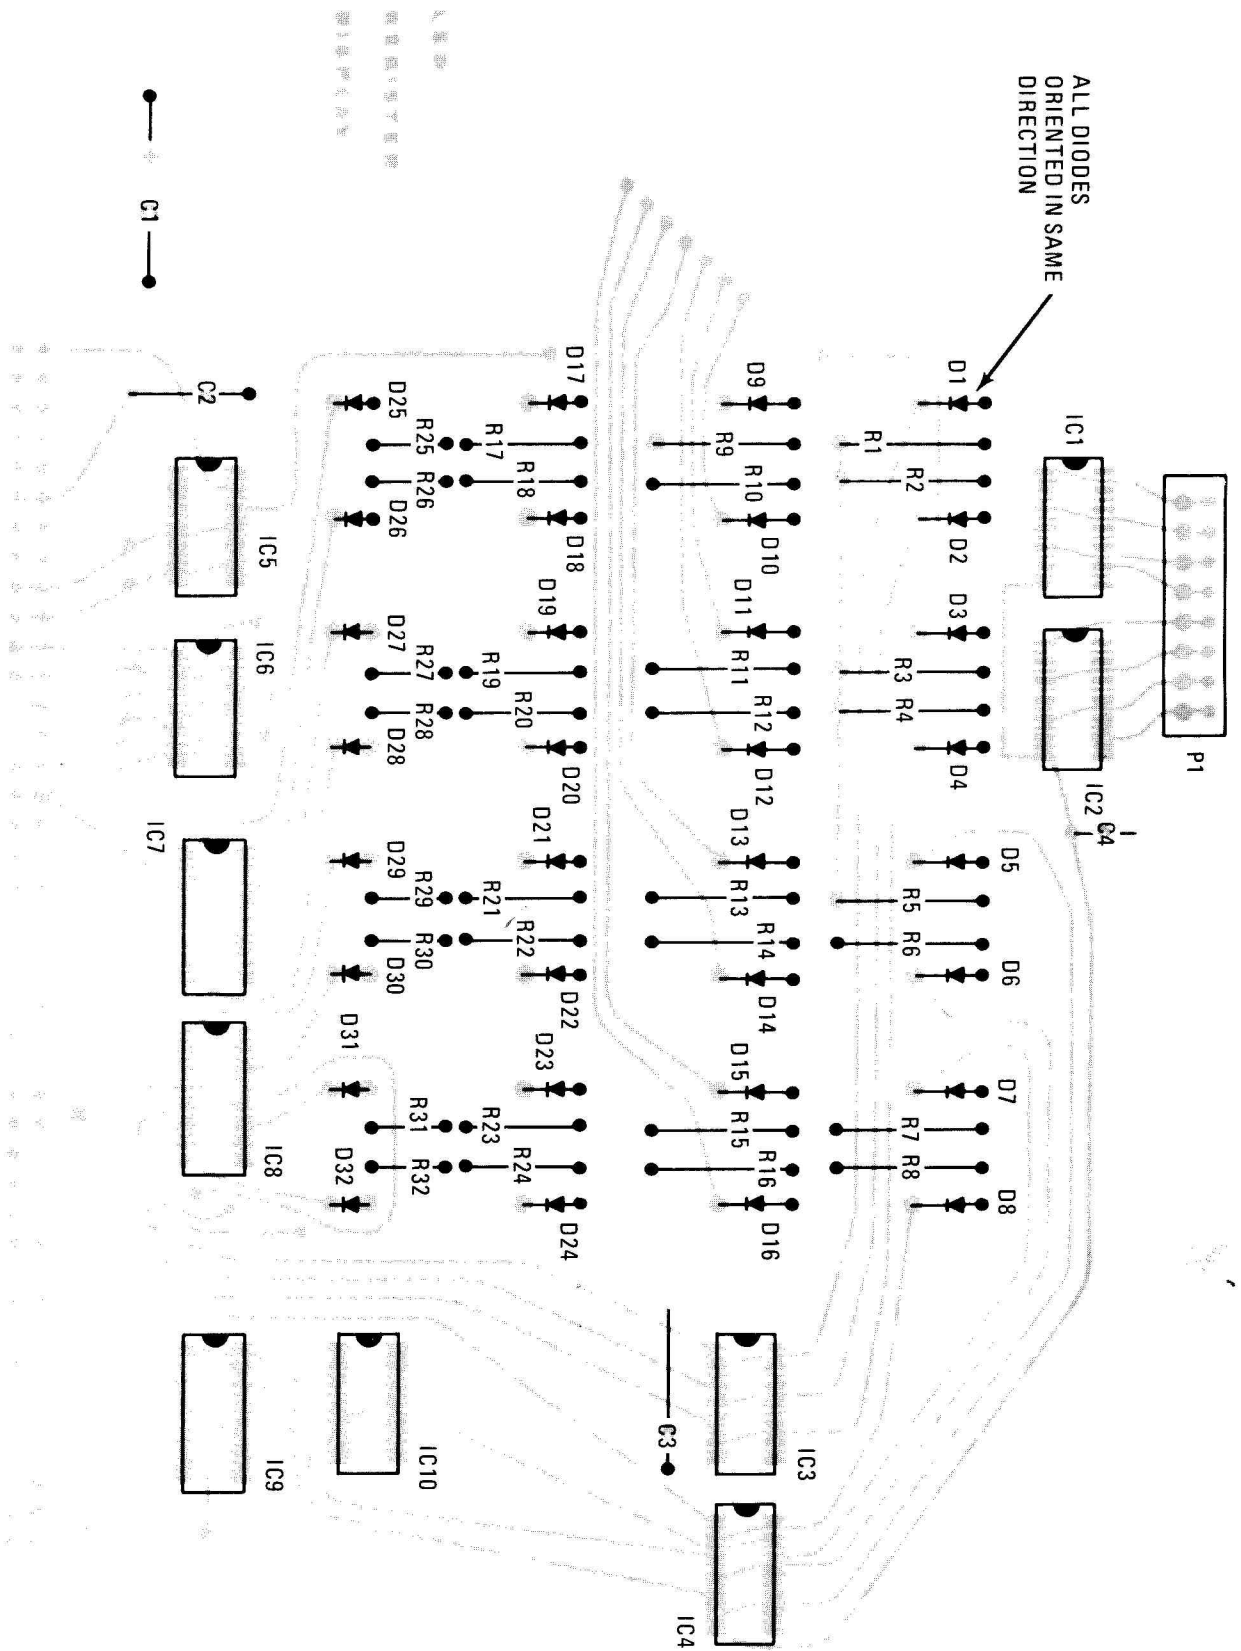 ALL DIODES
ORIENTED IN SAME
DIRECTION
P1
IC1
IC2
C4
D1
R1
R2
D2
D3
R3
R4
D4
D5
R5
R6
D6
D7
R7
R8
D8
D9
R9
R10
D10
D11
R11
R12
D12
D13
R13
R14
D14
D15
R15
R16
D16
IC3
IC4
C3
D17
R17
R18
D18
D19
R19
R20
D20
D21
R21
R22
D22
D23
R23
R24
D24
D25
R25
R26
D26
D27
R27
R28
D28
D29
R29
R30
D30
D31
R31
R32
D32
IC10
C1
C2
IC5
IC6
IC7
IC8
IC9